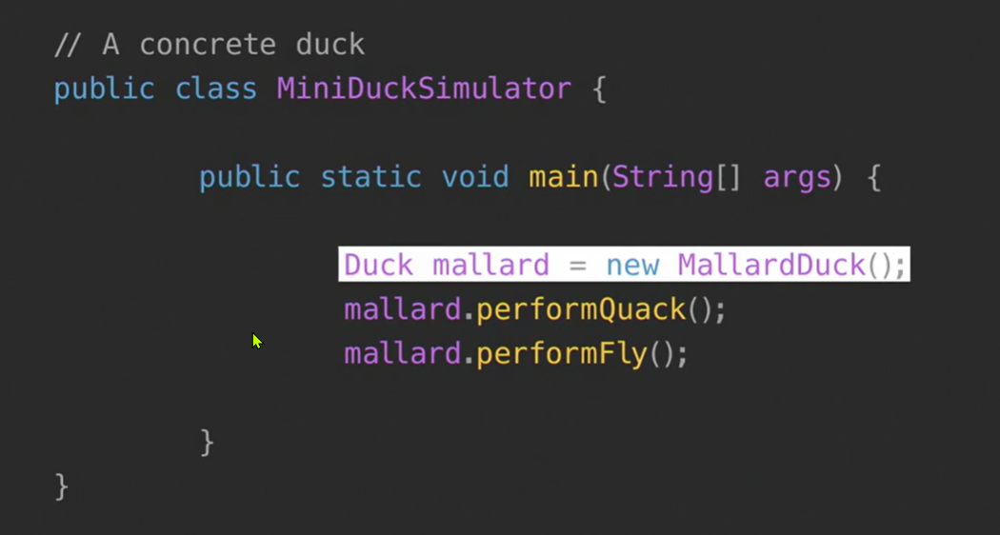 // A concrete duck
public class MiniDuckSimulator {
public static void main(String[] args) {
Duck mallard = new MallardDuck();
mallard.performQuack();
mallard.performFly();
}
}